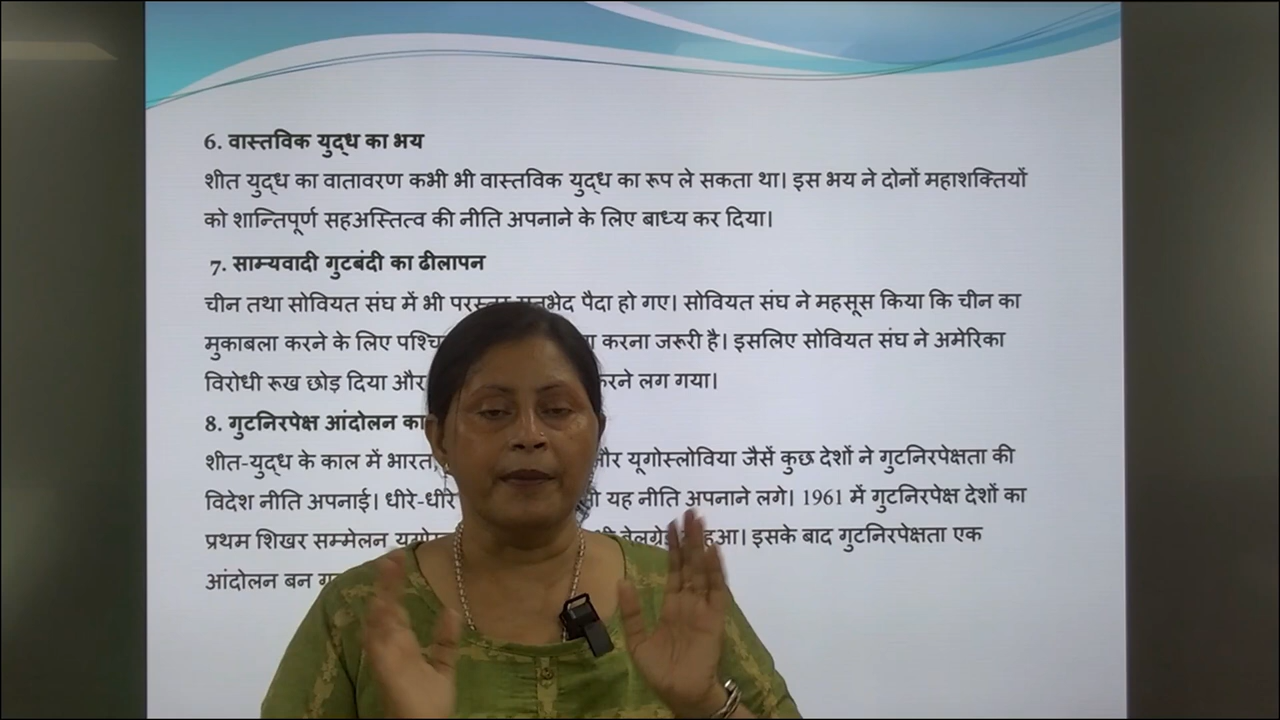 6. वास्तविक युद्ध का भय
शीत युद्ध का वातावरण कभी भी वास्तविक युद्ध का रूप ले सकता था। इस भय ने दोनों महाशक्तियों
को शान्तिपूर्ण सहअस्तित्व की नीति अपनाने के लिए बाध्य कर दिया।
7. साम्यवादी गुटबंदी का ढीलापन
चीन तथा सोवियत संघ में भी पैदा हो गए। सोवियत संघ ने महसूस किया कि चीन का
मुकाबला करने के लिए करना जरूरी है। इसलिए सोवियत संघ ने अमेरिका
विरोधी रूख छोड़ दिया और लग गया।
8. गुटनिरपेक्ष आंदोलन का
शीत-युद्ध के काल में भारत, और यूगोस्लोविया जैसें कुछ देशों ने गुटनिरपेक्षता की
विदेश नीति अपनाई। धीरे-धीरे यह नीति अपनाने लगे। 1961 में गुटनिरपेक्ष देशों का
प्रथम शिखर सम्मेलन हुआ। इसके बाद गुटनिरपेक्षता एक
आंदोलन बन